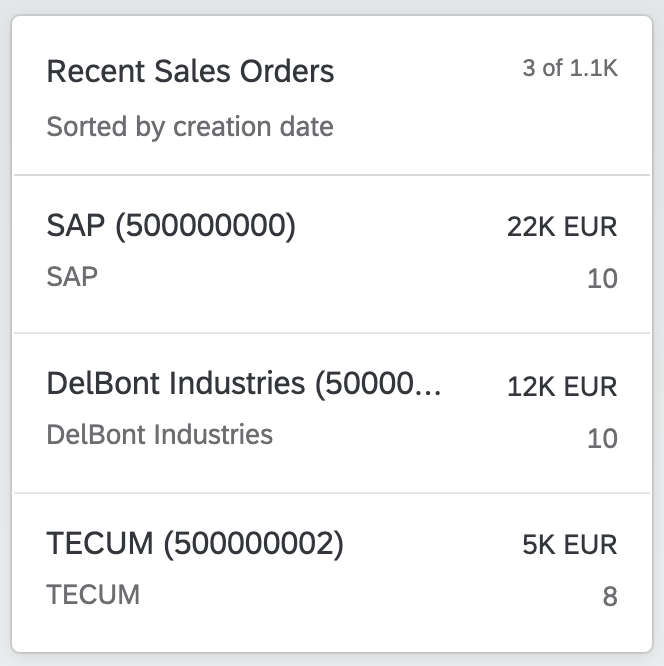 Recent Sales Orders 3 of 1.1K
Sorted by creation date
SAP (500000000) 22K EUR
SAP 10
DelBont Industries (50000... 12K EUR
DelBont Industries 10
TECUM (500000002) 5K EUR
TECUM 8